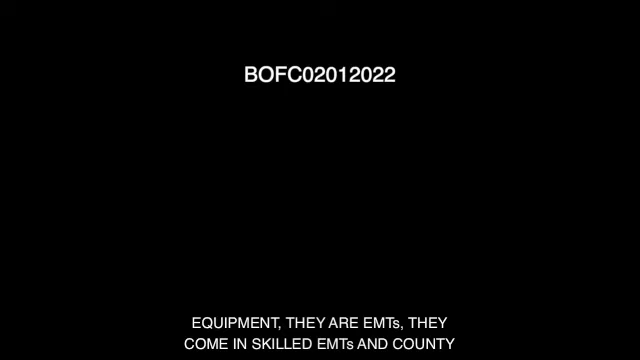 BOFC02012022
EQUIPMENT, THEY ARE EMTs, THEY
COME IN SKILLED EMTs AND COUNTY